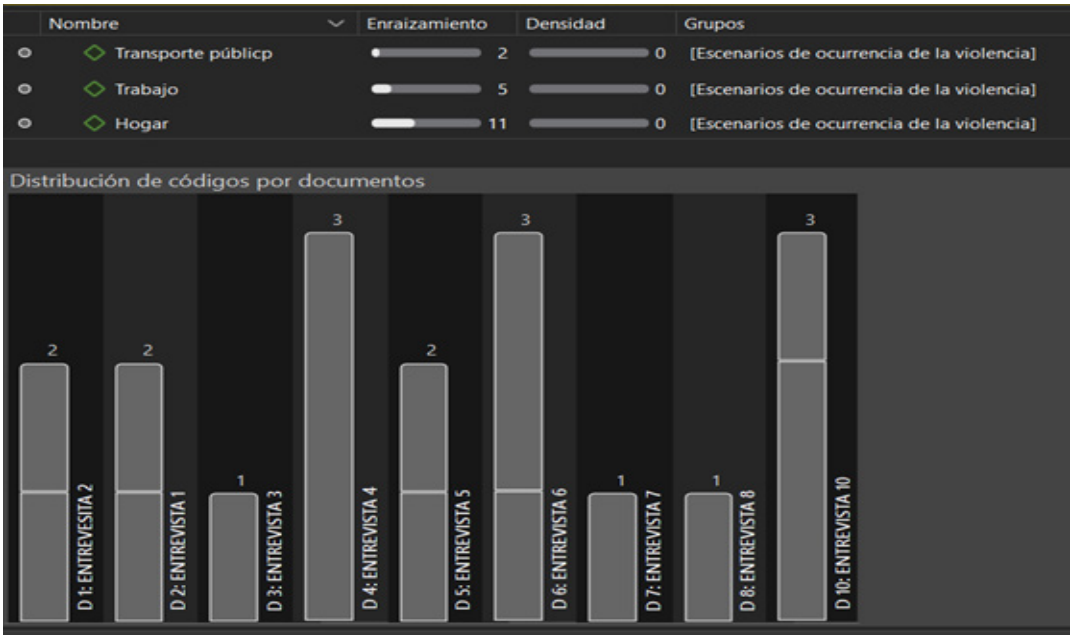 Nombre Enraizamiento Densidad Grupos
Transporte públicp 2 0 [Escenarios de ocurrencia de la violencia]
Trabajo 5 0 [Escenarios de ocurrencia de la violencia]
Hogar 11 0 [Escenarios de ocurrencia de la violencia]
Distribución de códigos por documentos
2
D 1: ENTREVESITA 2
2
D 2: ENTREVISTA 1
1
D 3: ENTREVISTA 3
3
D 4: ENTREVISTA 4
2
D 5: ENTREVISTA 5
3
D 6: ENTREVISTA 6
1
D 7: ENTREVISTA 7
1
D 8: ENTREVISTA 8
3
D 10: ENTREVISTA 10